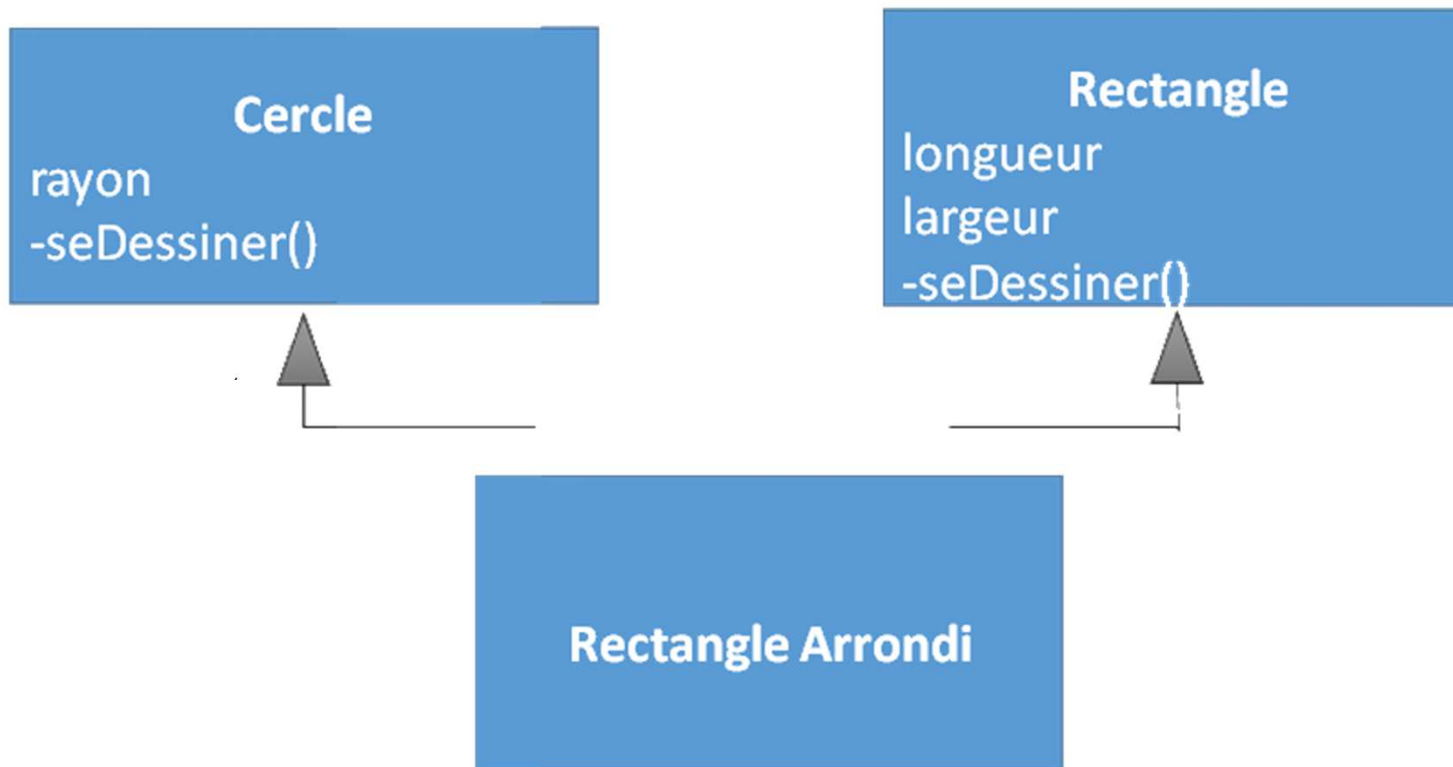 Cercle
rayon
-seDessiner()
Rectangle
longueur
largeur
-seDessiner()
Rectangle Arrondi